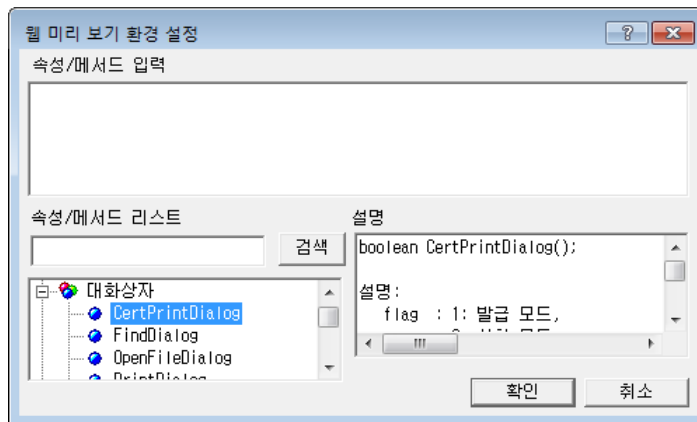 웹 미리 보기 환경 설정
속성/메서드 입력
속성/메서드 리스트
검색
대화상자
CertPrintDialog
FindDialog
OpenFileDialog
PrintDialog
설명
boolean CertPrintDialog();
설명:
flag : 1: 발급 모드,
확인
취소